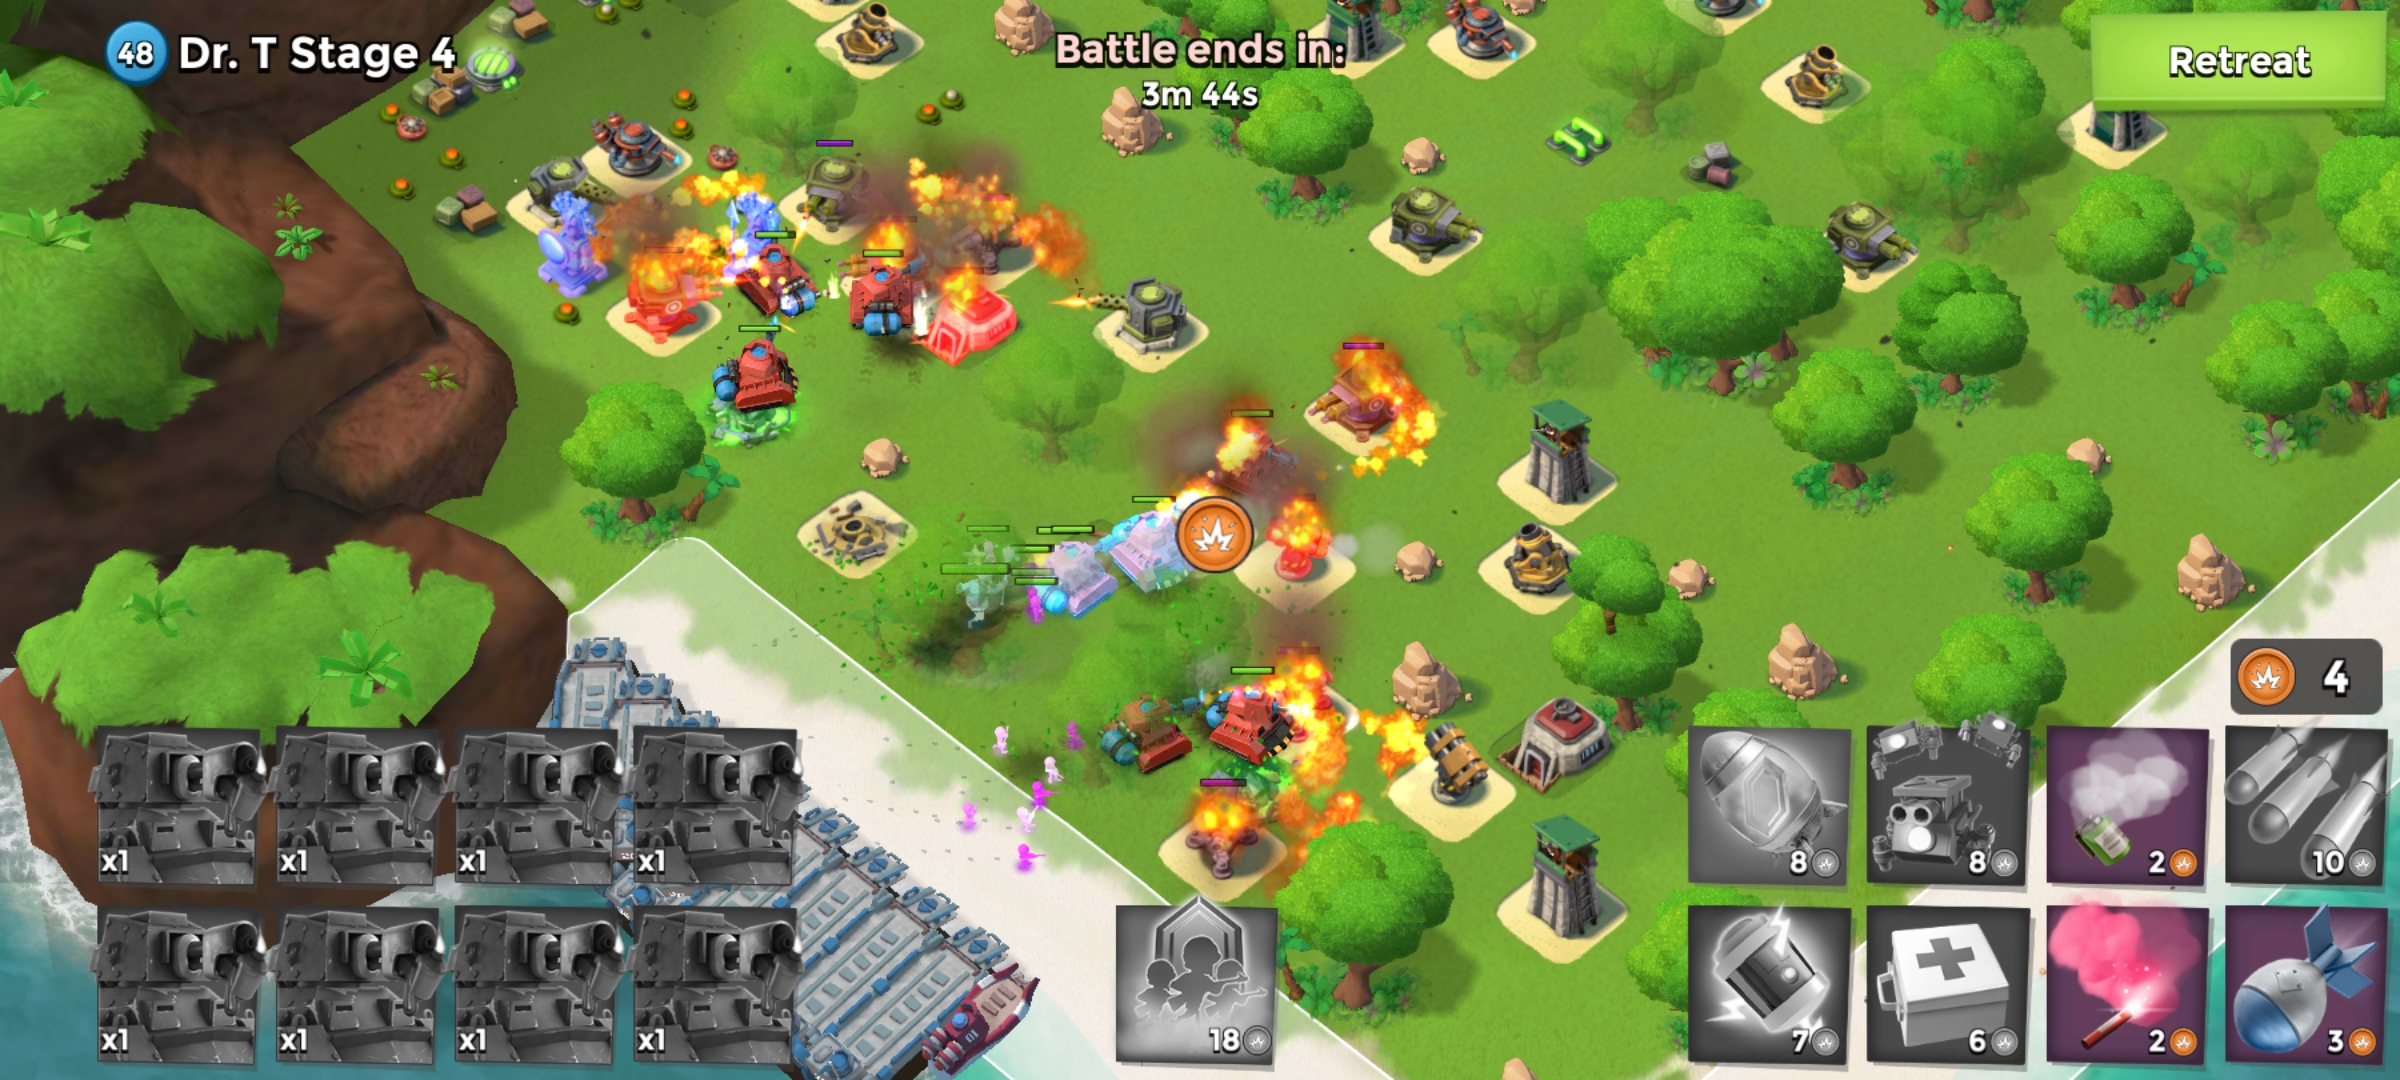 48 Dr. T Stage 4
Battle ends in:
3m 44s
Retreat
4
x1 x1 x1 x1
8 8 2 10
x1 x1 x1 x1
18
7 6 2 3